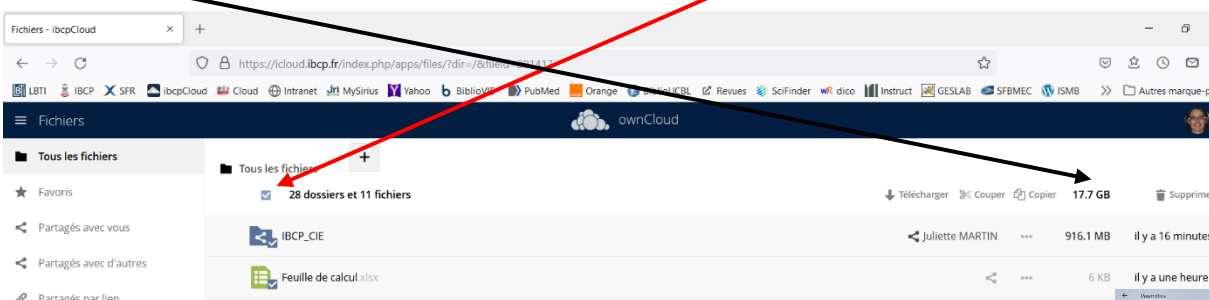 Fichiers - ibcpCloud × +
https://icloud.ibcp.fr/index.php/apps/files/?dir=/&fileid=
LBTI IBCP SFR ibcpCloud Cloud Intranet MySirius Yahoo BiblioVIE PubMed Orange BiblioUCBL Revues SciFinder dico Instruct GESLAB SFBMEC ISMB Autres marque-p
Fichiers ownCloud
Tous les fichiers
Tous les fichiers +
Favoris
28 dossiers et 11 fichiers Télécharger Couper Copier 17.7 GB Supprime
Partagés avec vous
IBCP_CIE Juliette MARTIN ••• 916.1 MB il y a 16 minutes
Partagés avec d'autres
Feuille de calcul.xlsx ••• 6 KB il y a une heure
Partagés par lien